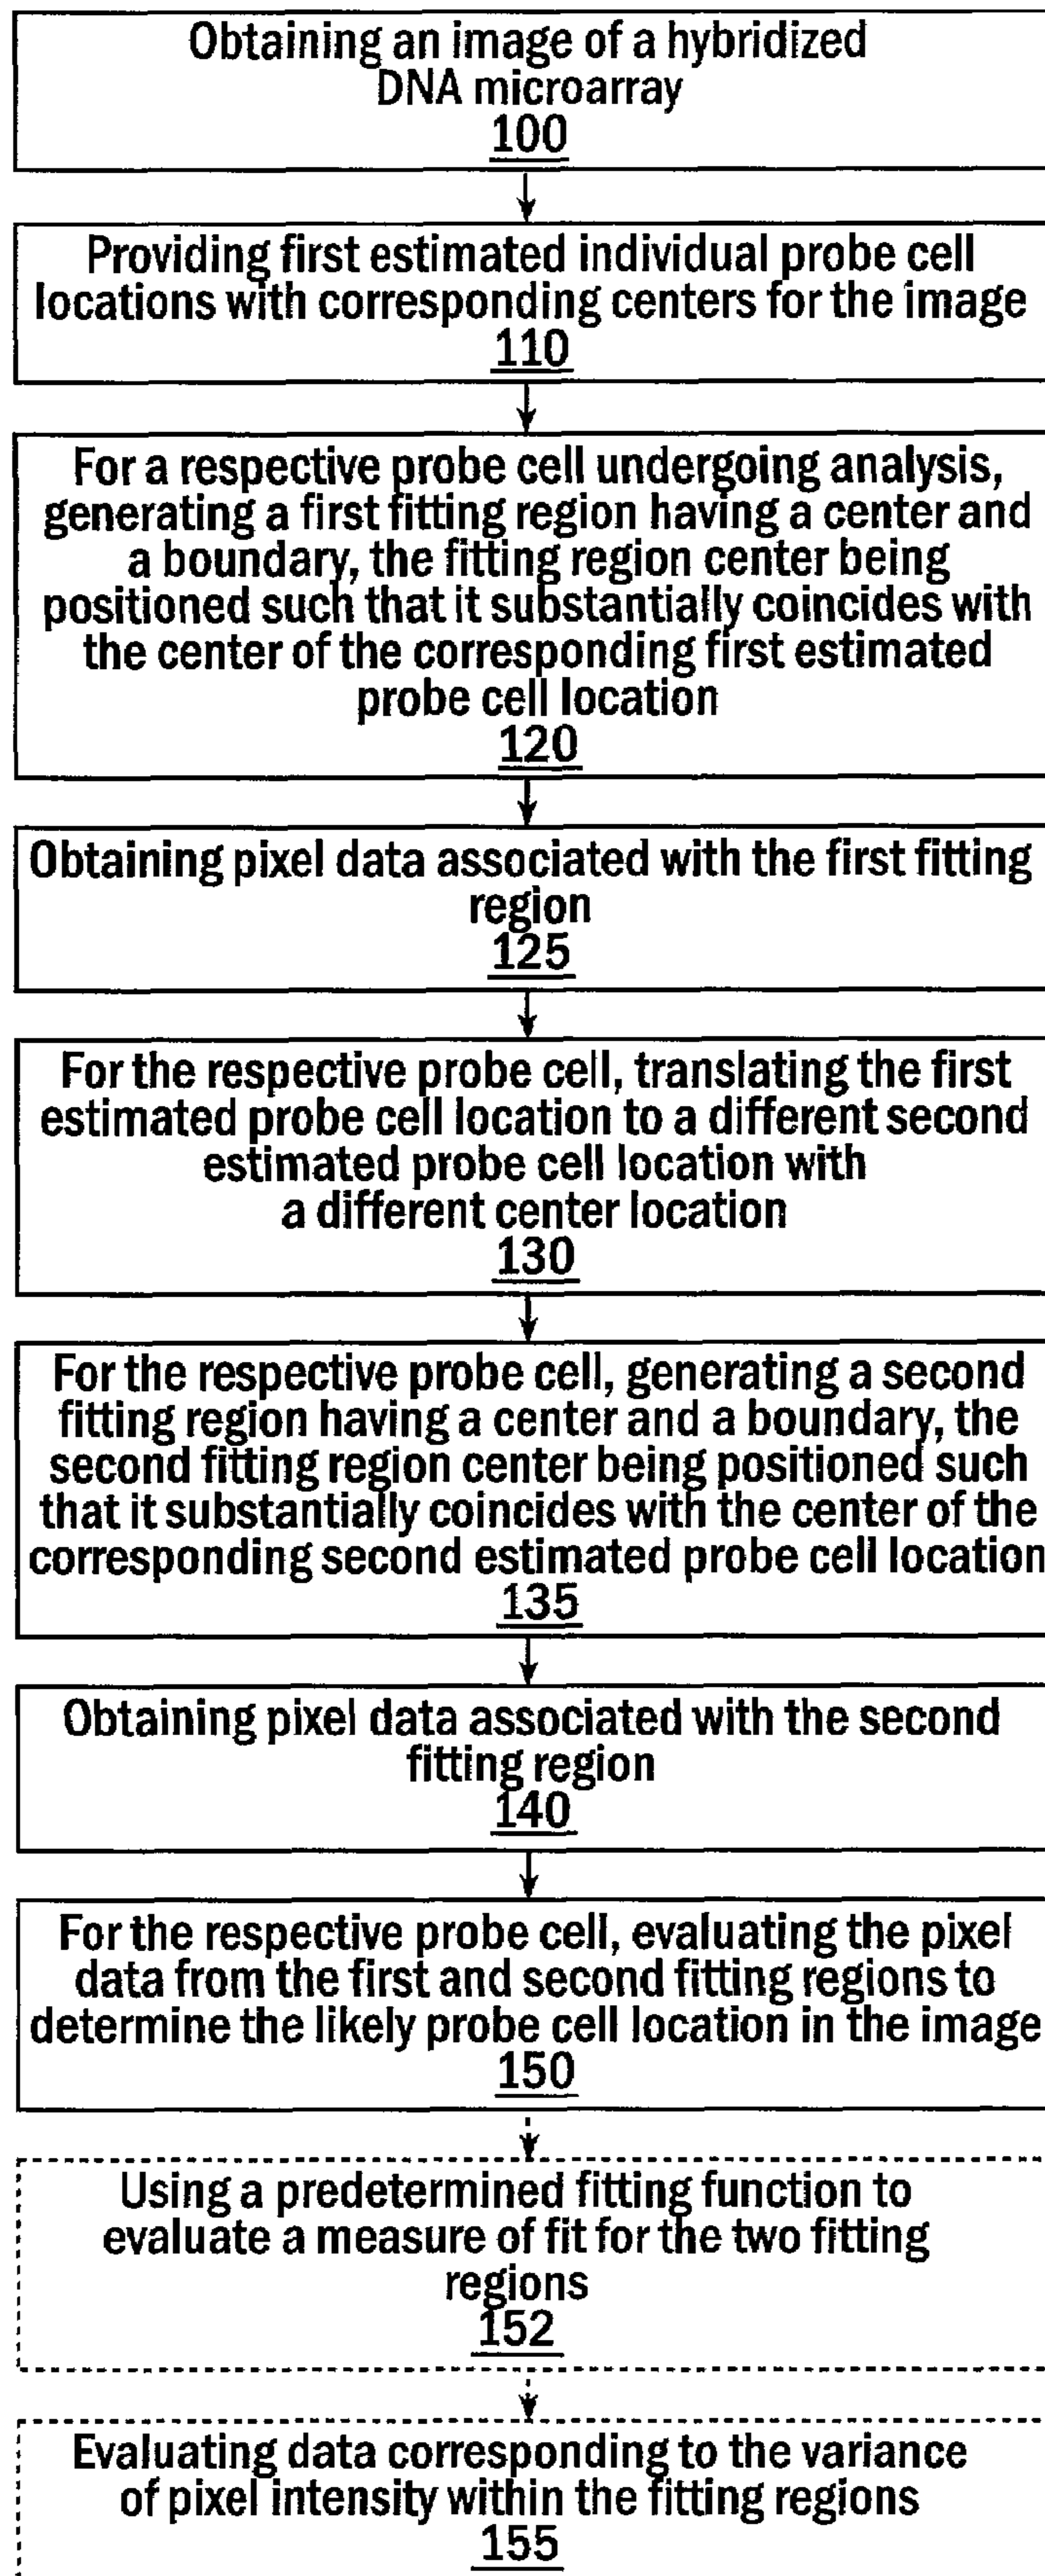 Obtaining an image of a hybridized
DNA microarray
100
Providing first estimated individual probe cell
locations with corresponding centers for the image
110
For a respective probe cell undergoing analysis,
generating a first fitting region having a center and
a boundary, the fitting region center being
positioned such that it substantially coincides with
the center of the corresponding first estimated
probe cell location
120
Obtaining pixel data associated with the first fitting
region
125
For the respective probe cell, translating the first
estimated probe cell location to a different second
estimated probe cell location with
a different center location
130
For the respective probe cell, generating a second
fitting region having a center and a boundary, the
second fitting region center being positioned such
that it substantially coincides with the center of the
corresponding second estimated probe cell location
135
Obtaining pixel data associated with the second
fitting region
140
For the respective probe cell, evaluating the pixel
data from the first and second fitting regions to
determine the likely probe cell location in the image
150
Using a predetermined fitting function to
evaluate a measure of fit for the two fitting
regions
152
Evaluating data corresponding to the variance
of pixel intensity within the fitting regions
155